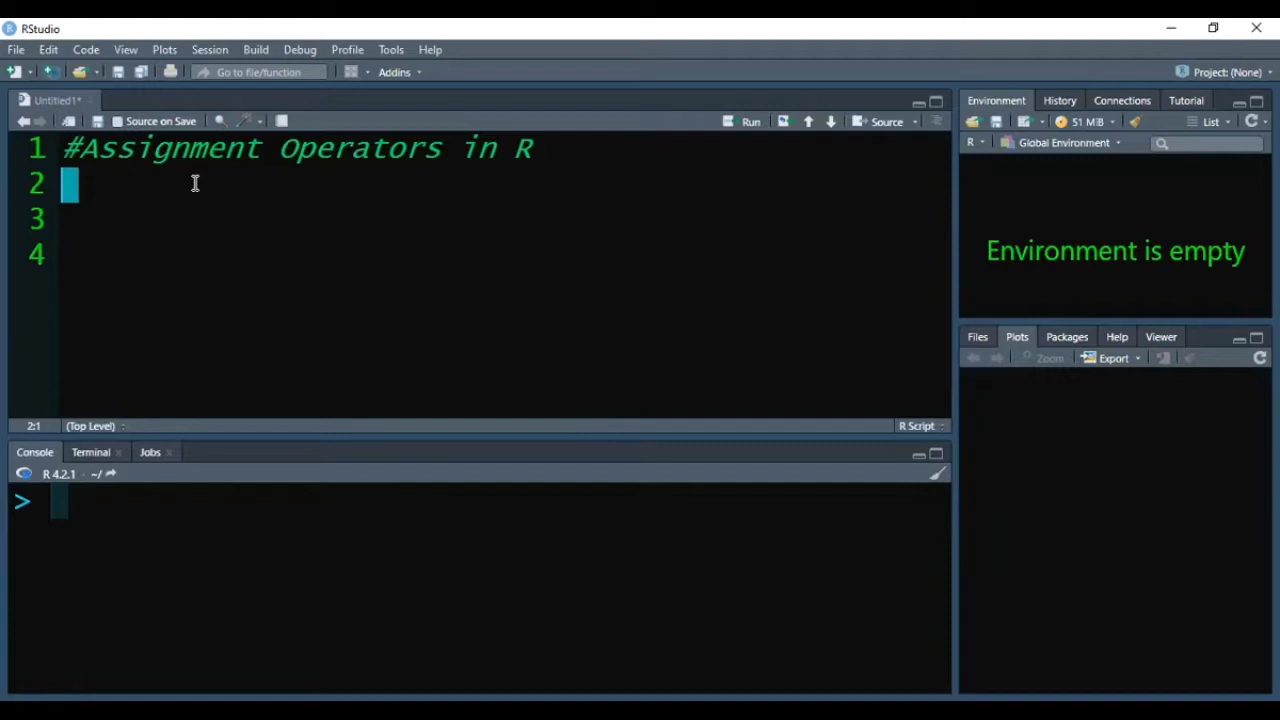 RStudio
File Edit Code View Plots Session Build Debug Profile Tools Help
Go to file/function Addins Project: (None)
Untitled1*
Source on Save Run Source
1 #Assignment Operators in R
2
3
4
2:1 (Top Level) R Script
Console Terminal Jobs
R 4.2.1 · ~/
>
Environment History Connections Tutorial
51 MiB List
R Global Environment
Environment is empty
Files Plots Packages Help Viewer
Zoom Export